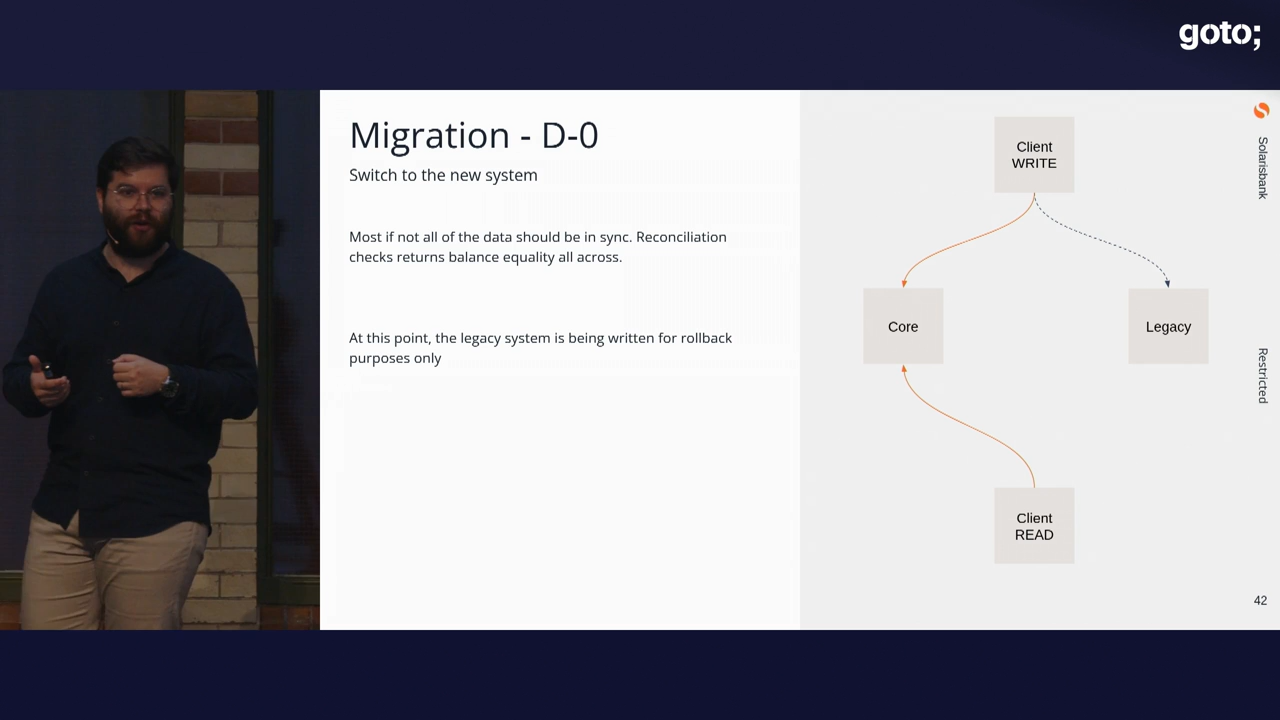 goto;
Migration - D-0
Switch to the new system
Most if not all of the data should be in sync. Reconciliation
checks returns balance equality all across.
At this point, the legacy system is being written for rollback
purposes only
Client
WRITE
Core
Legacy
Client
READ
Solarisbank
Restricted
42